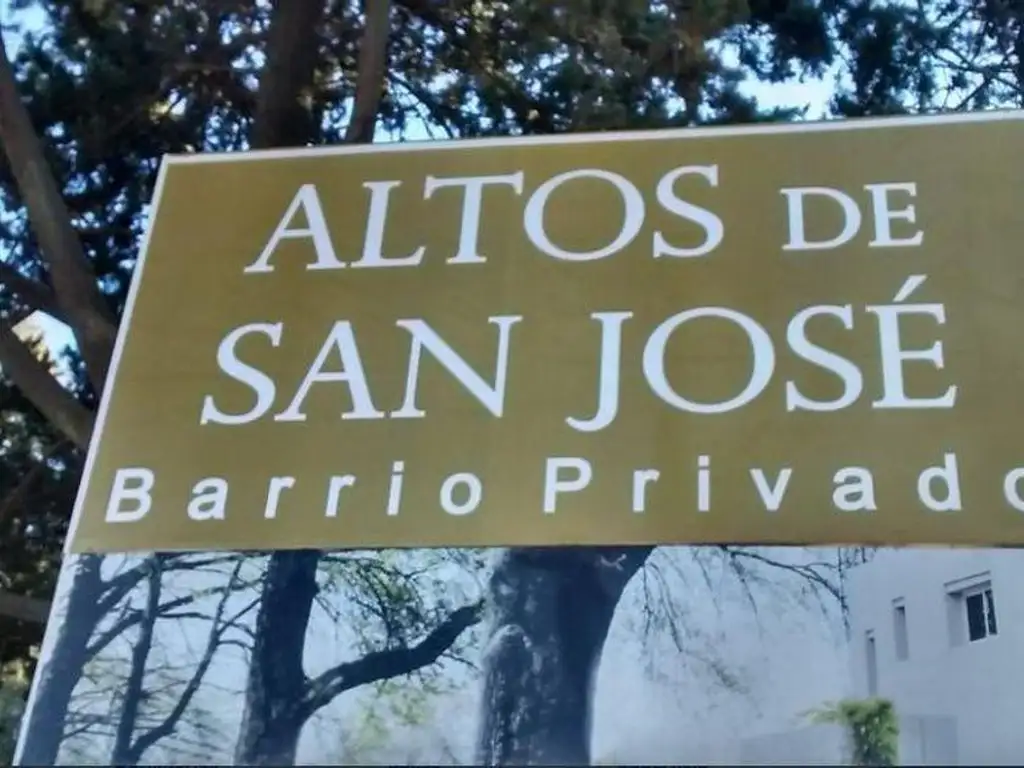 ALTOS DE
SAN JOSÉ
Barrio Privado